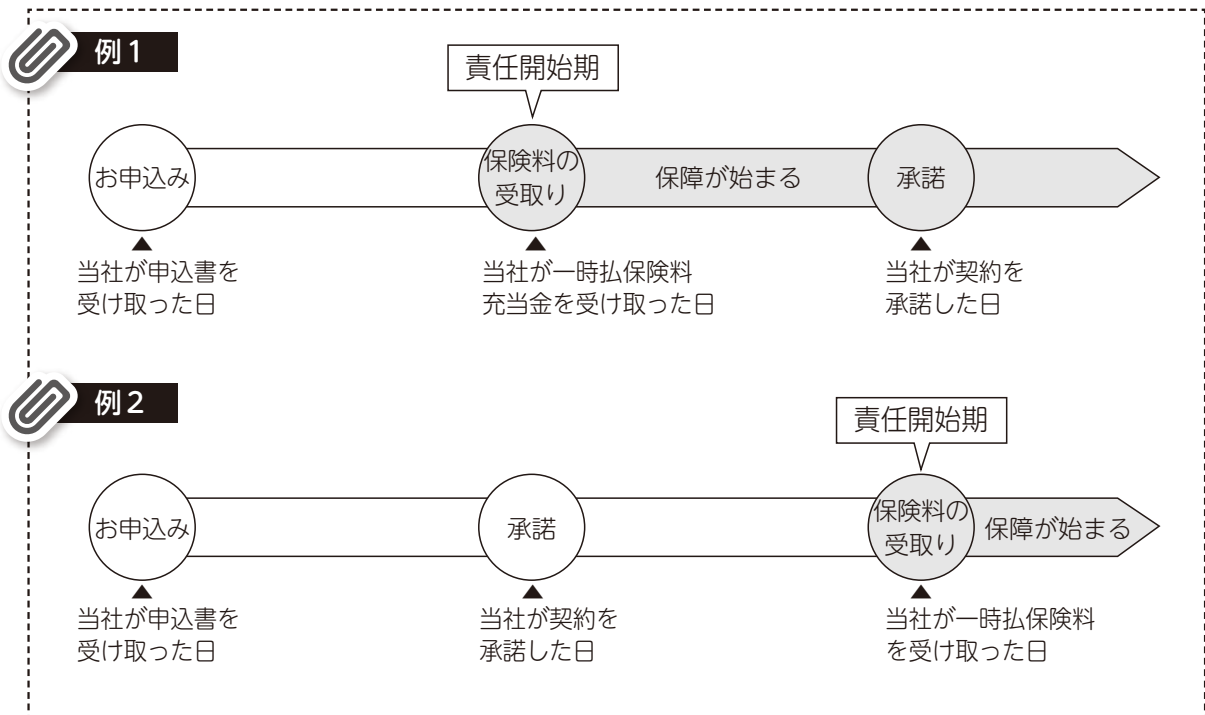 例1
責任開始期
お申込み
保険料の
受取り
保障が始まる
承諾
当社が申込書を
受け取った日
当社が一時払保険料
充当金を受け取った日
当社が契約を
承諾した日
例2
責任開始期
お申込み
承諾
保険料の
受取り
保障が始まる
当社が申込書を
受け取った日
当社が契約を
承諾した日
当社が一時払保険料
を受け取った日